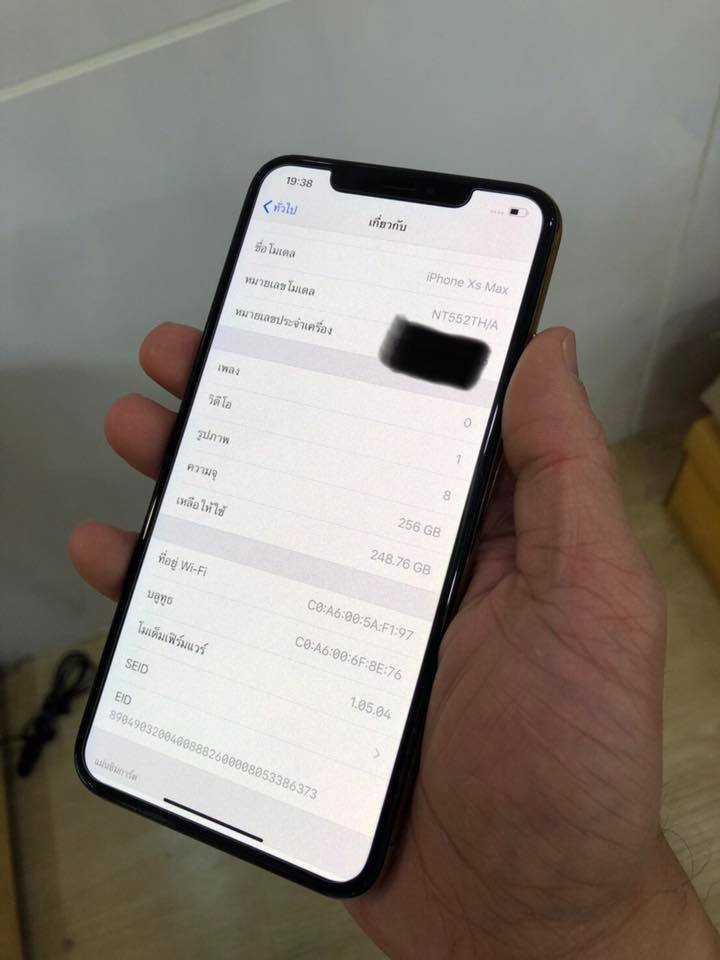 19:38
ทั่วไป
เกี่ยวกับ
ชื่อโมเดล
iPhone Xs Max
หมายเลขโมเดล
NT552TH/A
หมายเลขประจำเครื่อง
เพลง
0
วิดีโอ
1
รูปภาพ
8
ความจุ
256 GB
เหลือให้ใช้
248.76 GB
ที่อยู่ Wi-Fi
C0:A6:00:5A:F1:97
บลูทูธ
C0:A6:00:6F:8E:76
โมเด็มเฟิร์มแวร์
1.05.04
SEID
EID
89049032004008882600008053386373
แผ่นซิมการ์ด